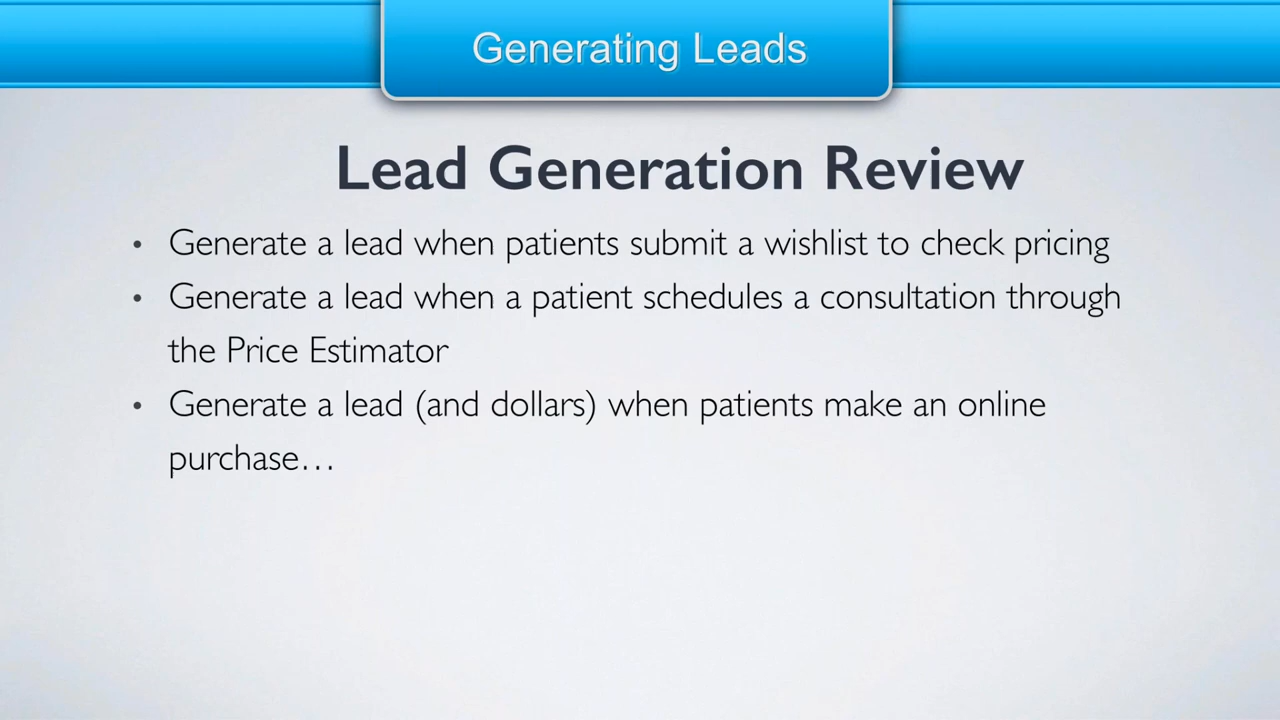 Generating Leads
Lead Generation Review
• Generate a lead when patients submit a wishlist to check pricing
• Generate a lead when a patient schedules a consultation through
the Price Estimator
• Generate a lead (and dollars) when patients make an online
purchase…